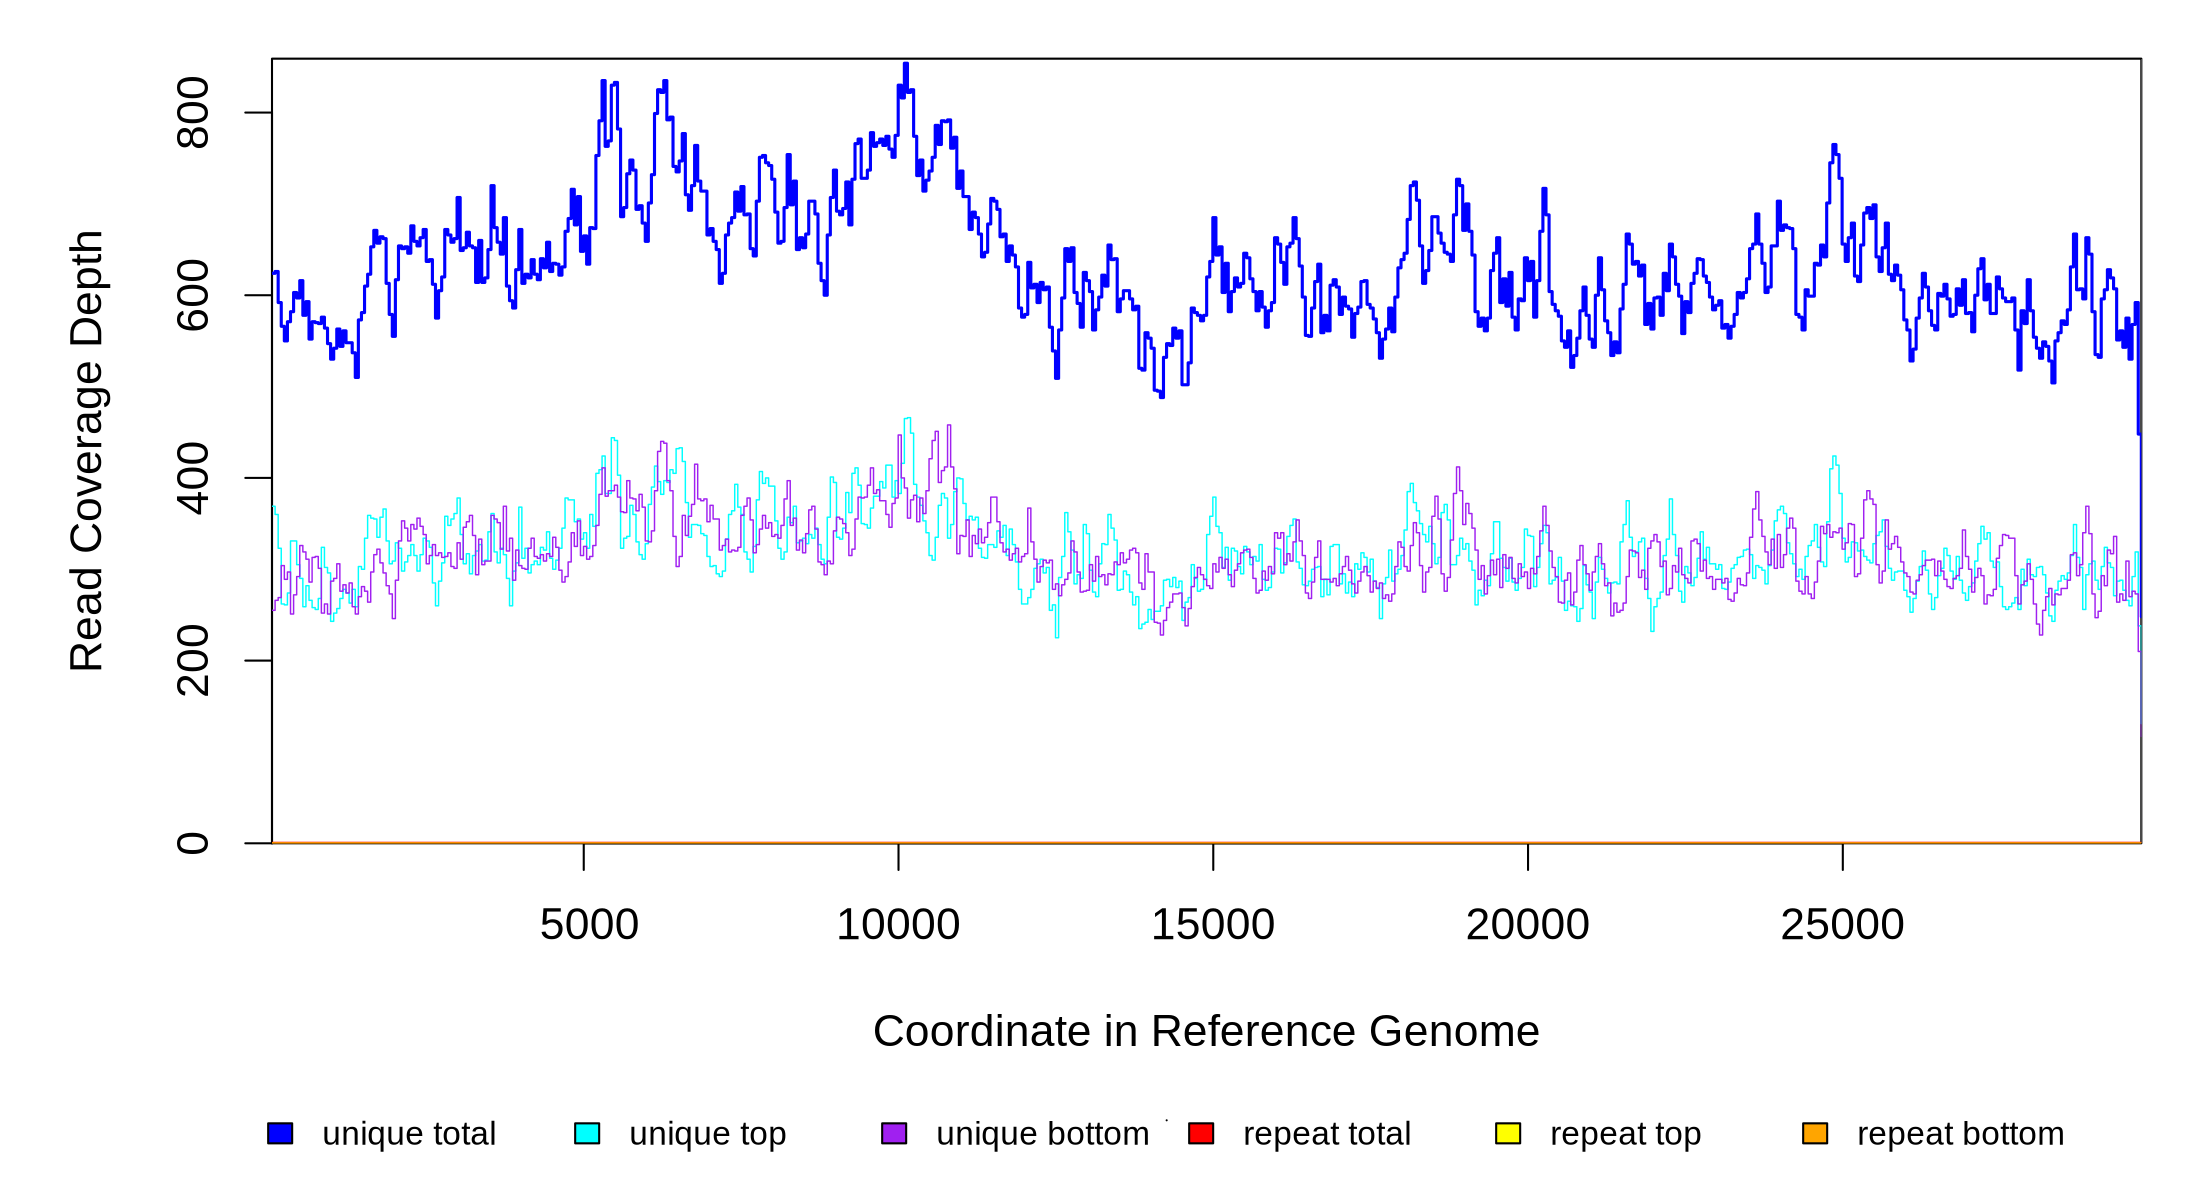 Read Coverage Depth
800
600
400
200
0
5000 10000 15000 20000 25000
Coordinate in Reference Genome
unique total unique top unique bottom repeat total repeat top repeat bottom